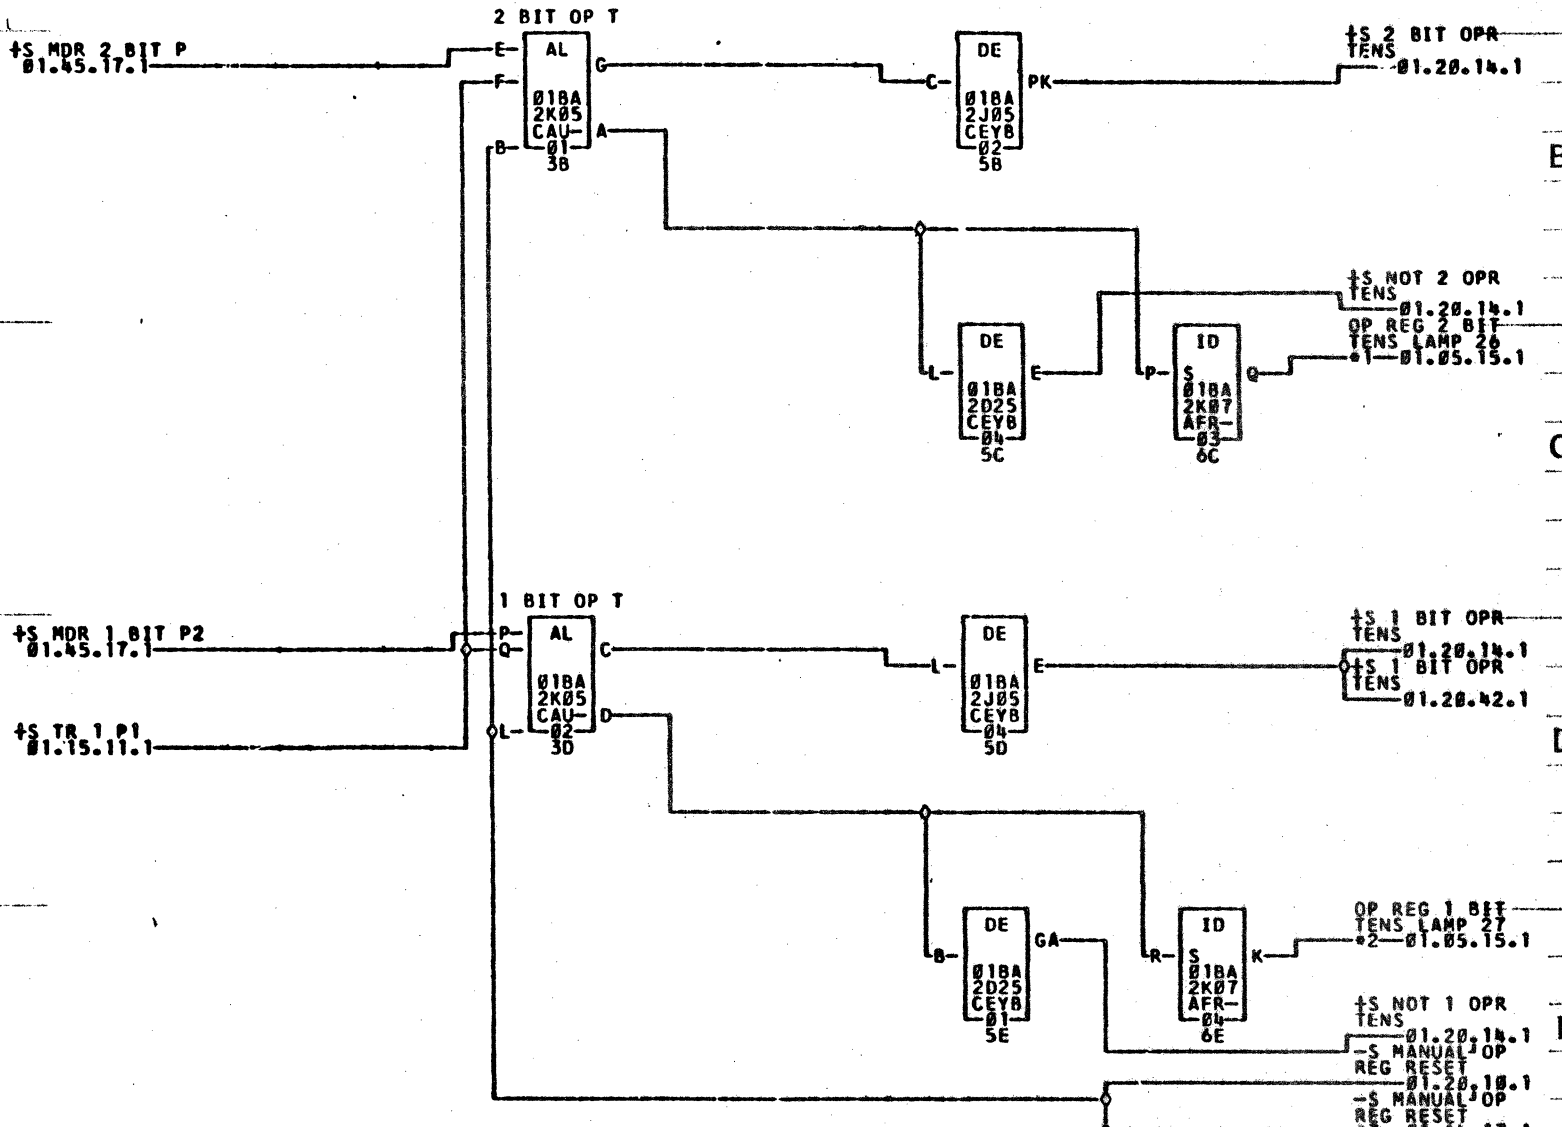 2 BIT OP T
+S MDR 2 BIT P
01.45.17.1
E AL G
F
01BA
2K05
CAU- A
B 01
3B
DE
C PK
01BA
2J05
CEYB
02
5B
+S 2 BIT OPR
TENS
01.20.14.1
B
+S NOT 2 OPR
TENS
01.20.14.1
OP REG 2 BIT
TENS LAMP 26
*1 01.05.15.1
DE
L E
01BA
2D25
CEYB
04
5C
ID
P S Q
01BA
2K07
AFR-
03
6C
C
1 BIT OP T
+S MDR 1 BIT P2
01.45.17.1
P AL
Q C
01BA
2K05
CAU- D
L 02
3D
+S TR 1 P1
01.15.11.1
DE
L E
01BA
2J05
CEYB
04
5D
+S 1 BIT OPR
TENS
01.20.14.1
+S 1 BIT OPR
TENS
01.20.42.1
DE
B GA
01BA
2D25
CEYB
01
5E
ID
R S K
01BA
2K07
AFR-
04
6E
OP REG 1 BIT
TENS LAMP 27
*2 01.05.15.1
+S NOT 1 OPR
TENS
01.20.14.1
-S MANUAL OP
REG RESET
01.20.10.1
-S MANUAL OP
REG RESET